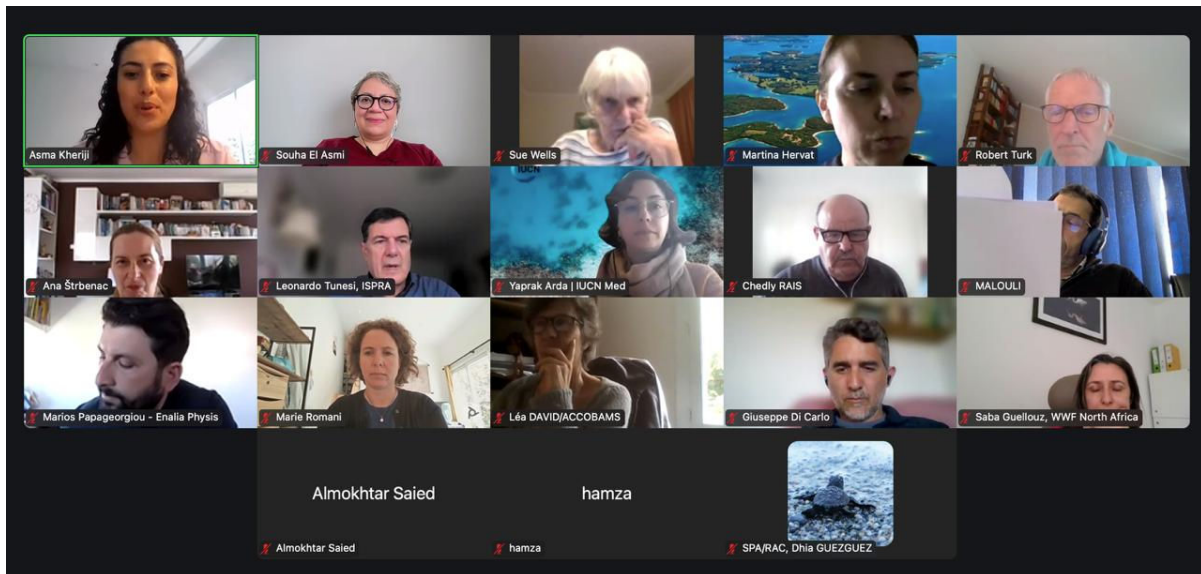 Asma Kheriji
Souha El Asmi
Sue Wells
Martina Hervat
Robert Turk
IUCN
Ana Štrbenac
Leonardo Tunesi, ISPRA
Yaprak Arda | IUCN Med
Chedly RAIS
MALOULI
Marios Papageorgiou - Enalia Physis
Marie Romani
Léa DAVID/ACCOBAMS
Giuseppe Di Carlo
Saba Guellouz, WWF North Africa
Almokhtar Saied
hamza
Almokhtar Saied
hamza
SPA/RAC, Dhia GUEZGUEZ